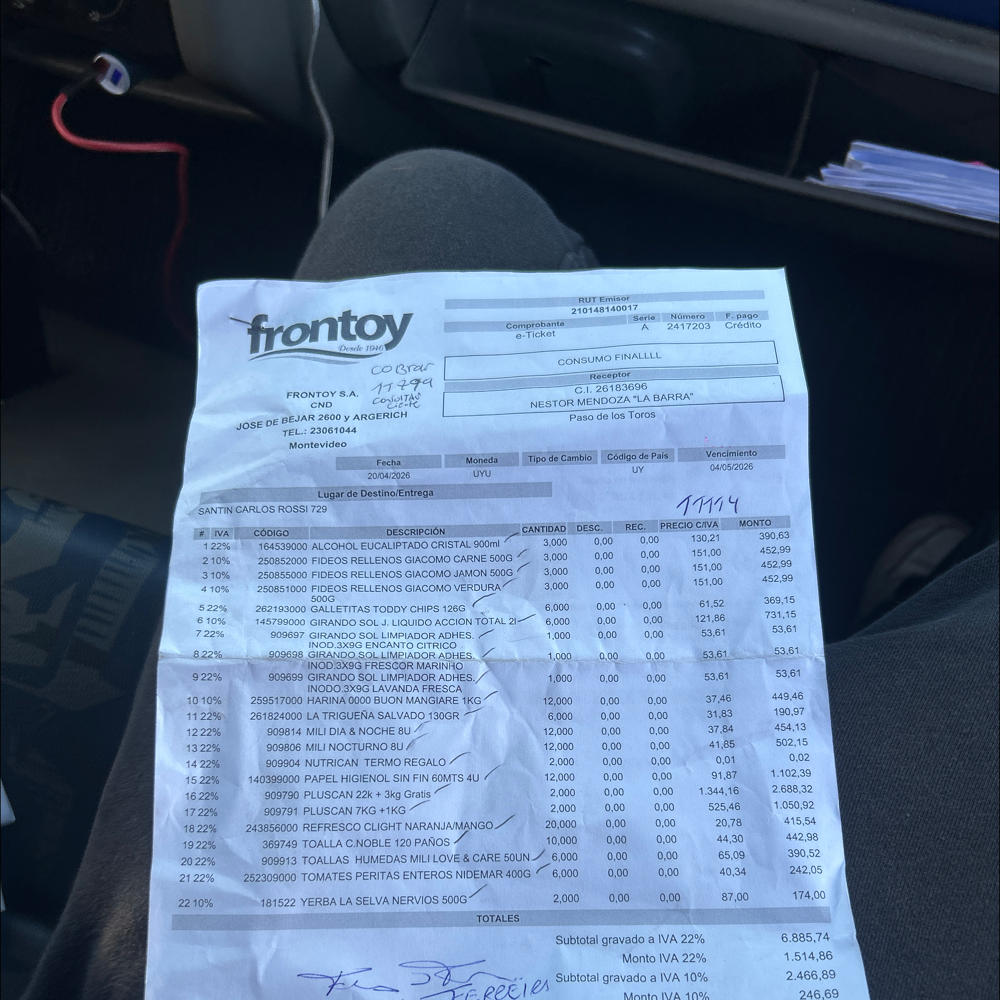 frontoy
Desde 1946
COBrar
11 799
FRONTOY S.A.
CND
JOSE DE BEJAR 2600 y ARGERICH
TEL.: 23061044
Montevideo
RUT Emisor
210148140017
Comprobante Serie Número F. pago
e-Ticket A 2417203 Crédito
CONSUMO FINALLLL
Receptor
C.I. 26183696
NESTOR MENDOZA "LA BARRA"
Paso de los Toros
Fecha Moneda Tipo de Cambio Código de País Vencimiento
20/04/2026 UYU UY 04/05/2026
Lugar de Destino/Entrega
SANTIN CARLOS ROSSI 729
11114
# IVA CÓDIGO DESCRIPCIÓN CANTIDAD DESC. REC. PRECIO C/IVA MONTO
1 22% 164539000 ALCOHOL EUCALIPTADO CRISTAL 900ml 3,000 0,00 0,00 130,21 390,63
2 10% 250852000 FIDEOS RELLENOS GIACOMO CARNE 500G 3,000 0,00 0,00 151,00 452,99
3 10% 250855000 FIDEOS RELLENOS GIACOMO JAMON 500G 3,000 0,00 0,00 151,00 452,99
4 10% 250851000 FIDEOS RELLENOS GIACOMO VERDURA 3,000 0,00 0,00 151,00 452,99
500G
5 22% 262193000 GALLETITAS TODDY CHIPS 126G 6,000 0,00 0,00 61,52 369,15
6 10% 145799000 GIRANDO SOL J. LIQUIDO ACCION TOTAL 2l 6,000 0,00 0,00 121,86 731,15
7 22% 909697 GIRANDO SOL LIMPIADOR ADHES. 1,000 0,00 0,00 53,61 53,61
INOD.3X9G ENCANTO CITRICO
8 22% 909698 GIRANDO SOL LIMPIADOR ADHES. 1,000 0,00 0,00 53,61 53,61
INOD.3X9G FRESCOR MARINHO
9 22% 909699 GIRANDO SOL LIMPIADOR ADHES. 1,000 0,00 0,00 53,61 53,61
INODO.3X9G LAVANDA FRESCA
10 10% 259517000 HARINA 0000 BUON MANGIARE 1KG 12,000 0,00 0,00 37,46 449,46
11 22% 261824000 LA TRIGUEÑA SALVADO 130GR 6,000 0,00 0,00 31,83 190,97
12 22% 909814 MILI DIA & NOCHE 8U 12,000 0,00 0,00 37,84 454,13
13 22% 909806 MILI NOCTURNO 8U 12,000 0,00 0,00 41,85 502,15
14 22% 909904 NUTRICAN TERMO REGALO 2,000 0,00 0,00 0,01 0,02
15 22% 140399000 PAPEL HIGIENOL SIN FIN 60MTS 4U 12,000 0,00 0,00 91,87 1.102,39
16 22% 909790 PLUSCAN 22k + 3kg Gratis 2,000 0,00 0,00 1.344,16 2.688,32
17 22% 909791 PLUSCAN 7KG +1KG 2,000 0,00 0,00 525,46 1.050,92
18 22% 243856000 REFRESCO CLIGHT NARANJA/MANGO 20,000 0,00 0,00 20,78 415,54
19 22% 369749 TOALLA C.NOBLE 120 PAÑOS 10,000 0,00 0,00 44,30 442,98
20 22% 909913 TOALLAS HUMEDAS MILI LOVE & CARE 50UN 6,000 0,00 0,00 65,09 390,52
21 22% 252309000 TOMATES PERITAS ENTEROS NIDEMAR 400G 6,000 0,00 0,00 40,34 242,05
22 10% 181522 YERBA LA SELVA NERVIOS 500G 2,000 0,00 0,00 87,00 174,00
TOTALES
Subtotal gravado a IVA 22% 6.885,74
Monto IVA 22% 1.514,86
Subtotal gravado a IVA 10% 2.466,89
Monto IVA 10% 246,69